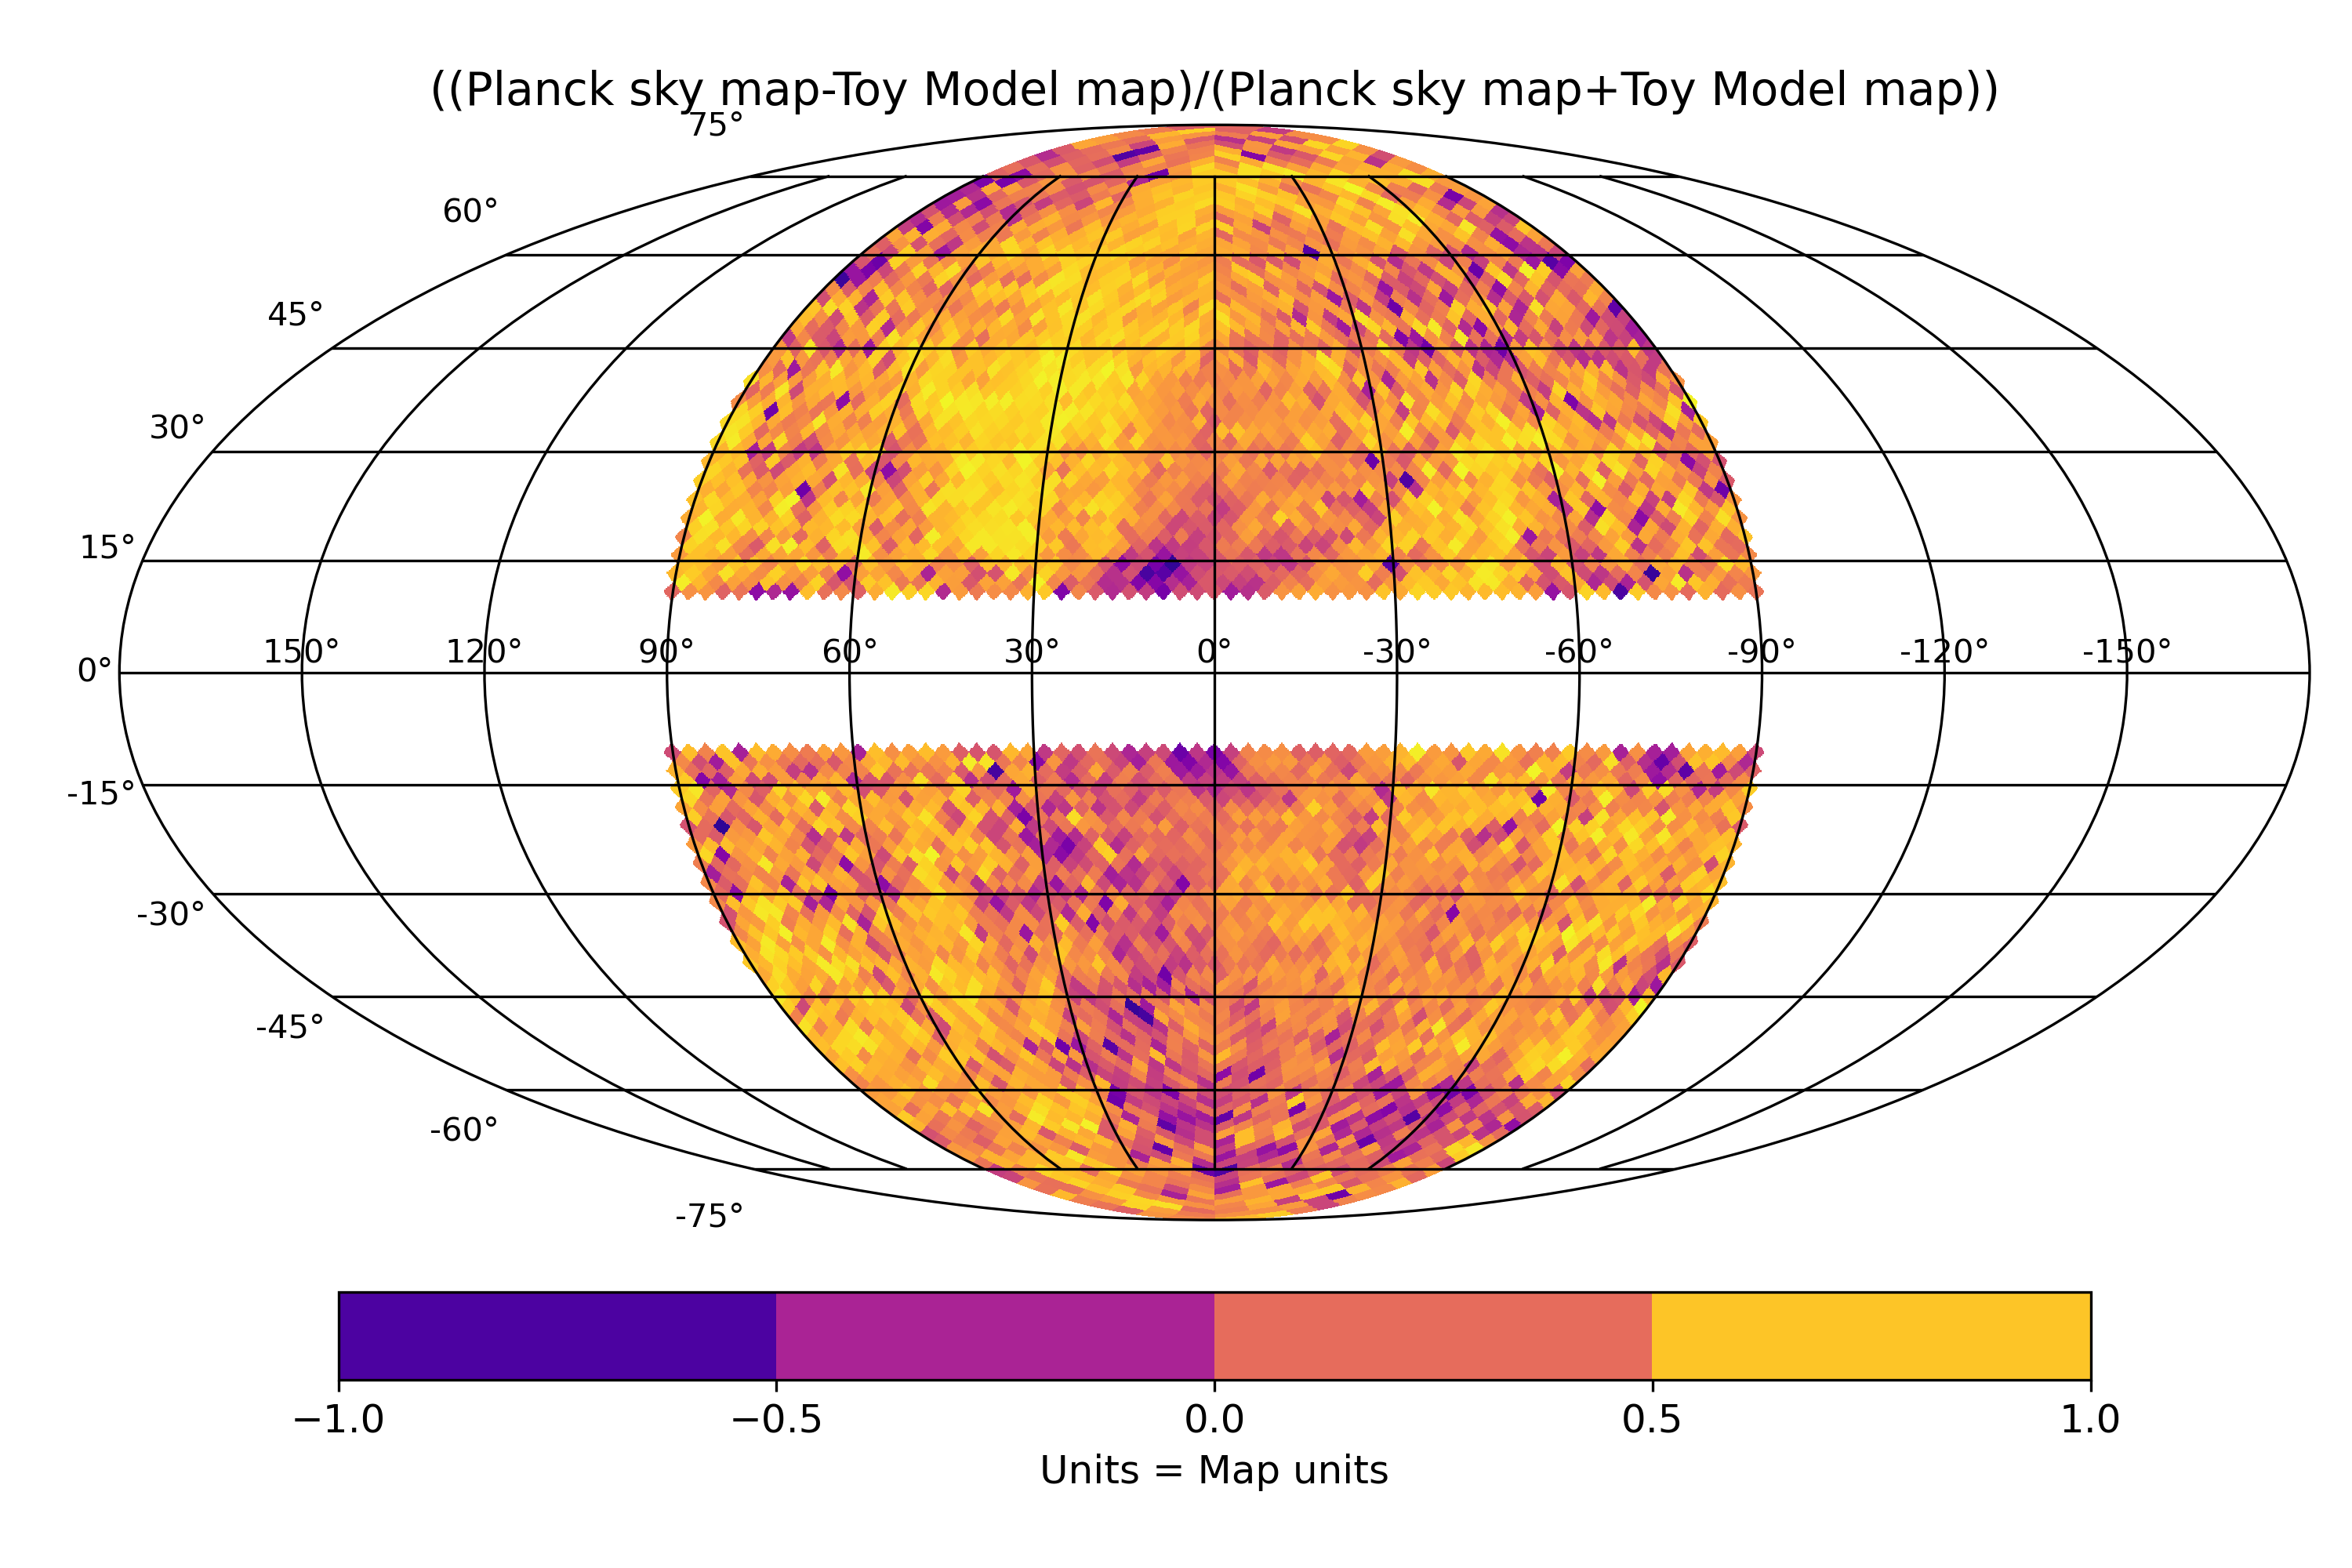 ((Planck sky map-Toy Model map)/(Planck sky map+Toy Model map))
75°
60°
45°
30°
15°
150° 120° 90° 60° 30° 0° -30° -60° -90° -120° -150°
0°
-15°
-30°
-45°
-60°
-75°
−1.0 −0.5 0.0 0.5 1.0
Units = Map units